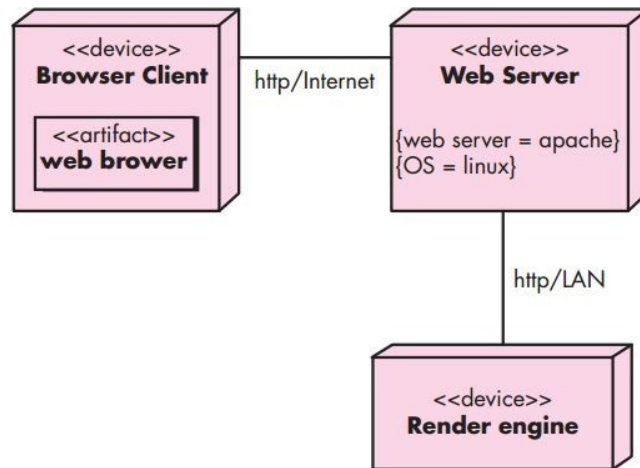 <<device>>
Browser Client
<<artifact>>
web brower
http/Internet
<<device>>
Web Server
{web server = apache}
{OS = linux}
http/LAN
<<device>>
Render engine